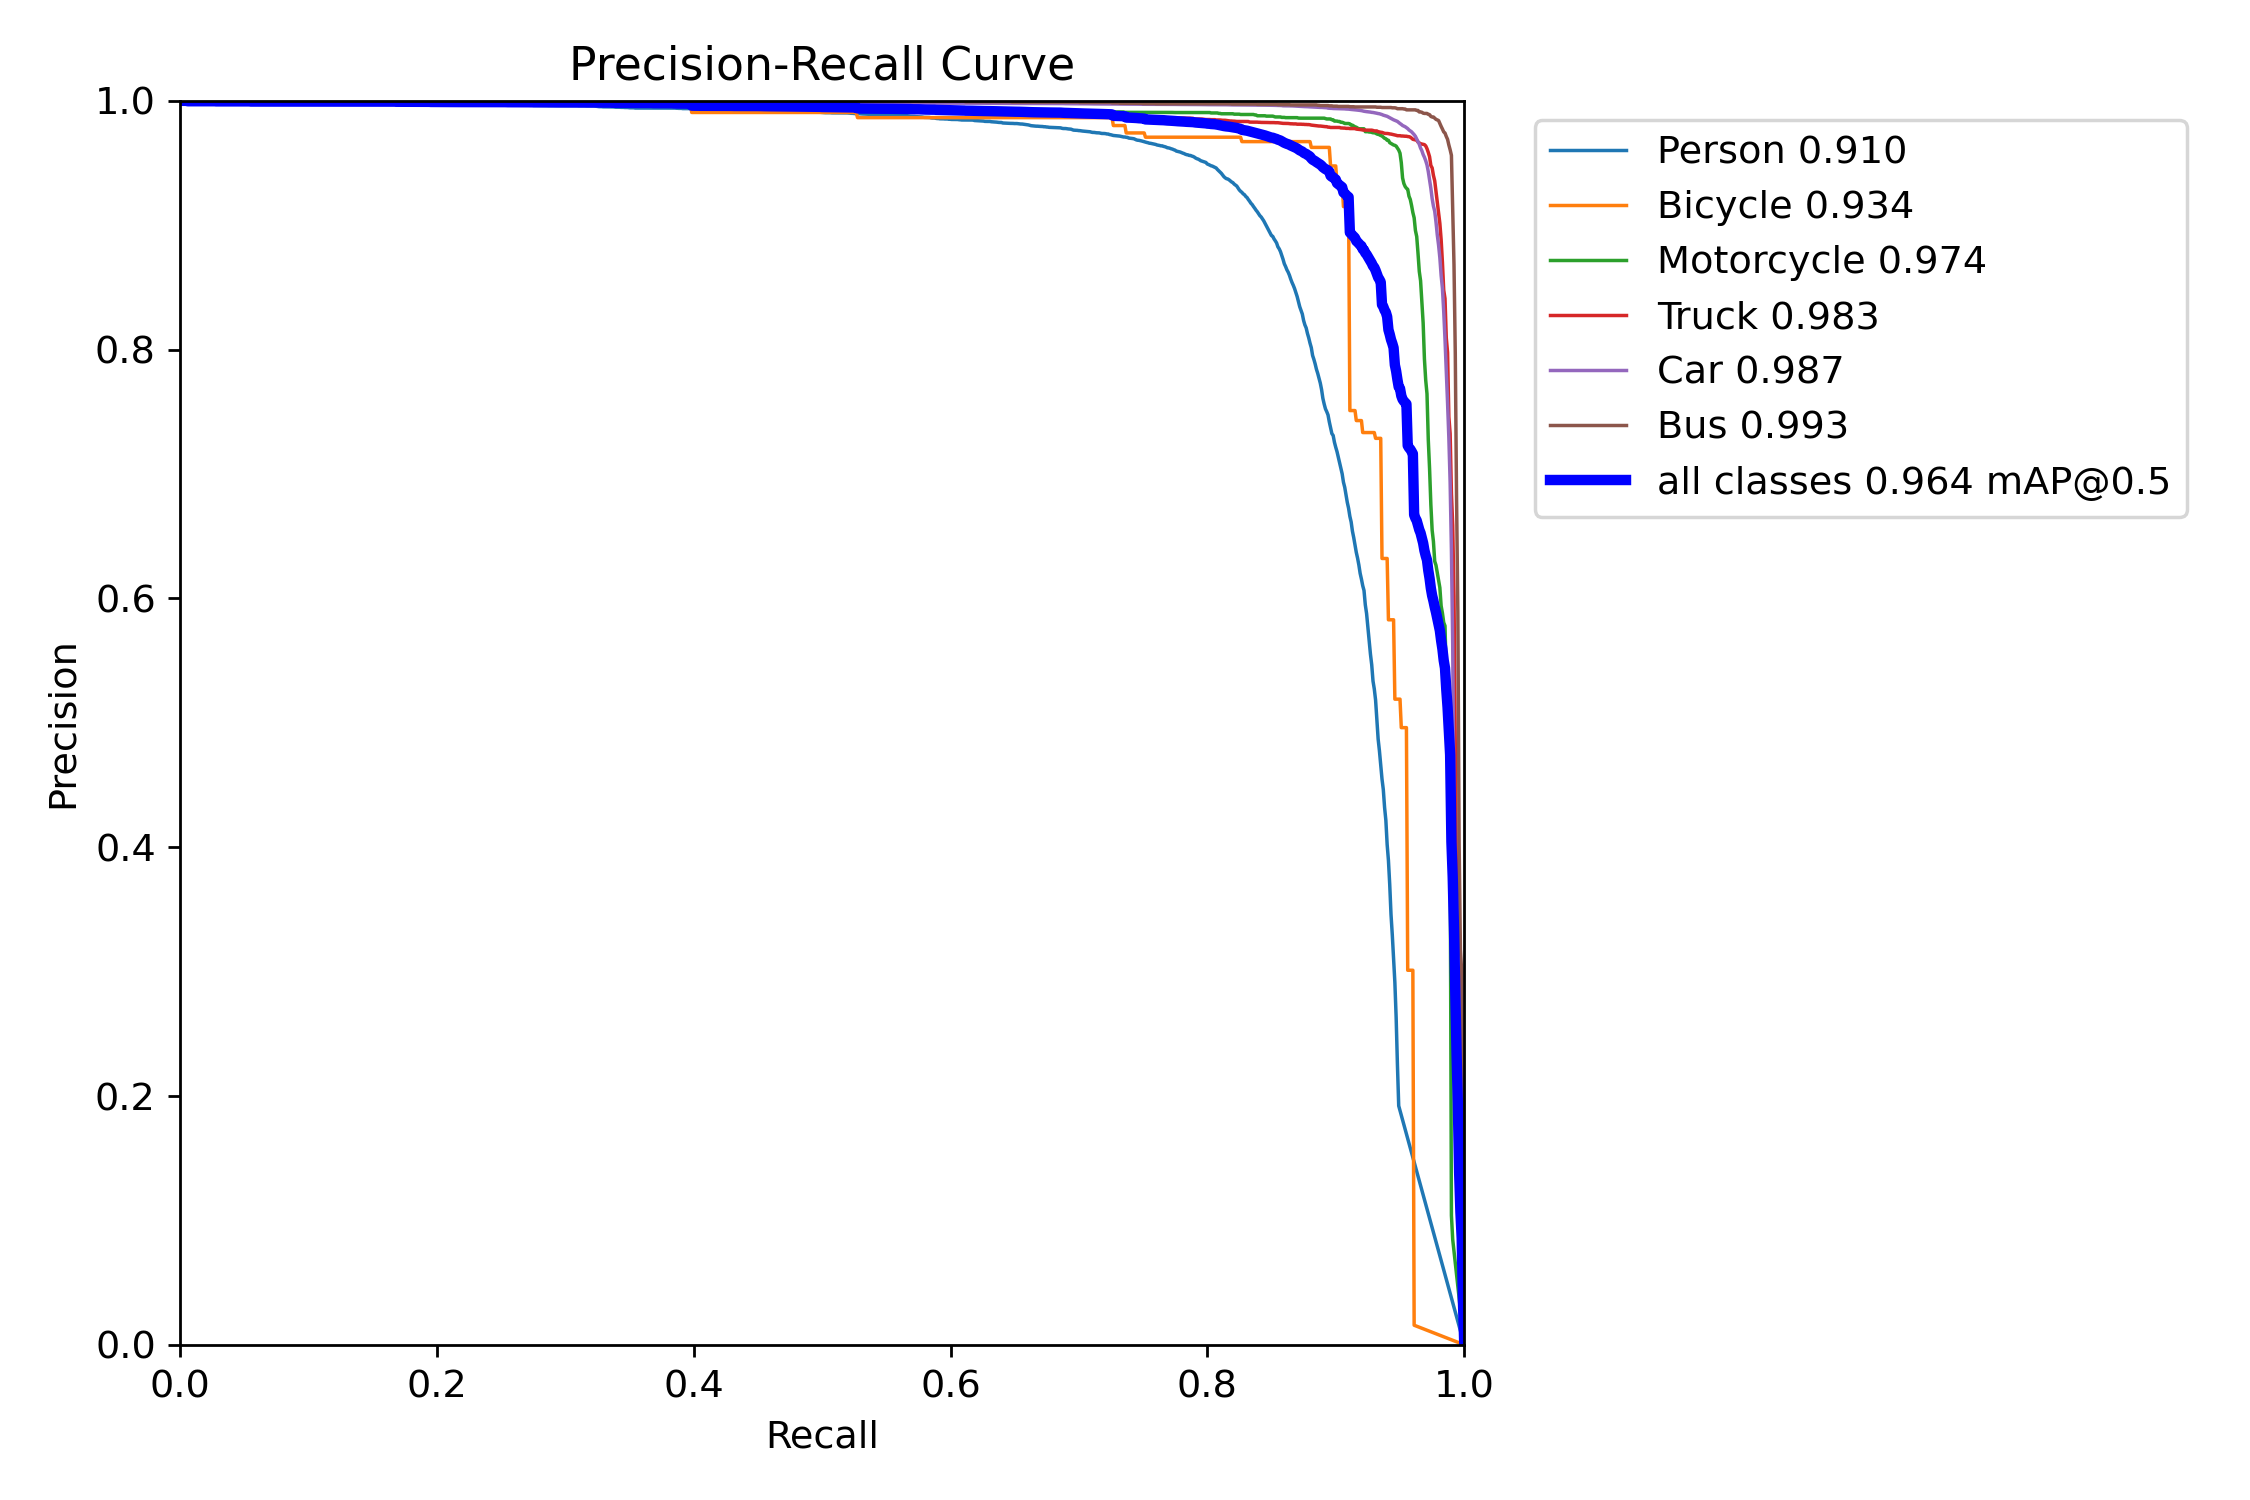 Precision-Recall Curve
1.0
0.8
0.6
0.4
0.2
0.0
Precision
0.0 0.2 0.4 0.6 0.8 1.0
Recall
Person 0.910
Bicycle 0.934
Motorcycle 0.974
Truck 0.983
Car 0.987
Bus 0.993
all classes 0.964 mAP@0.5